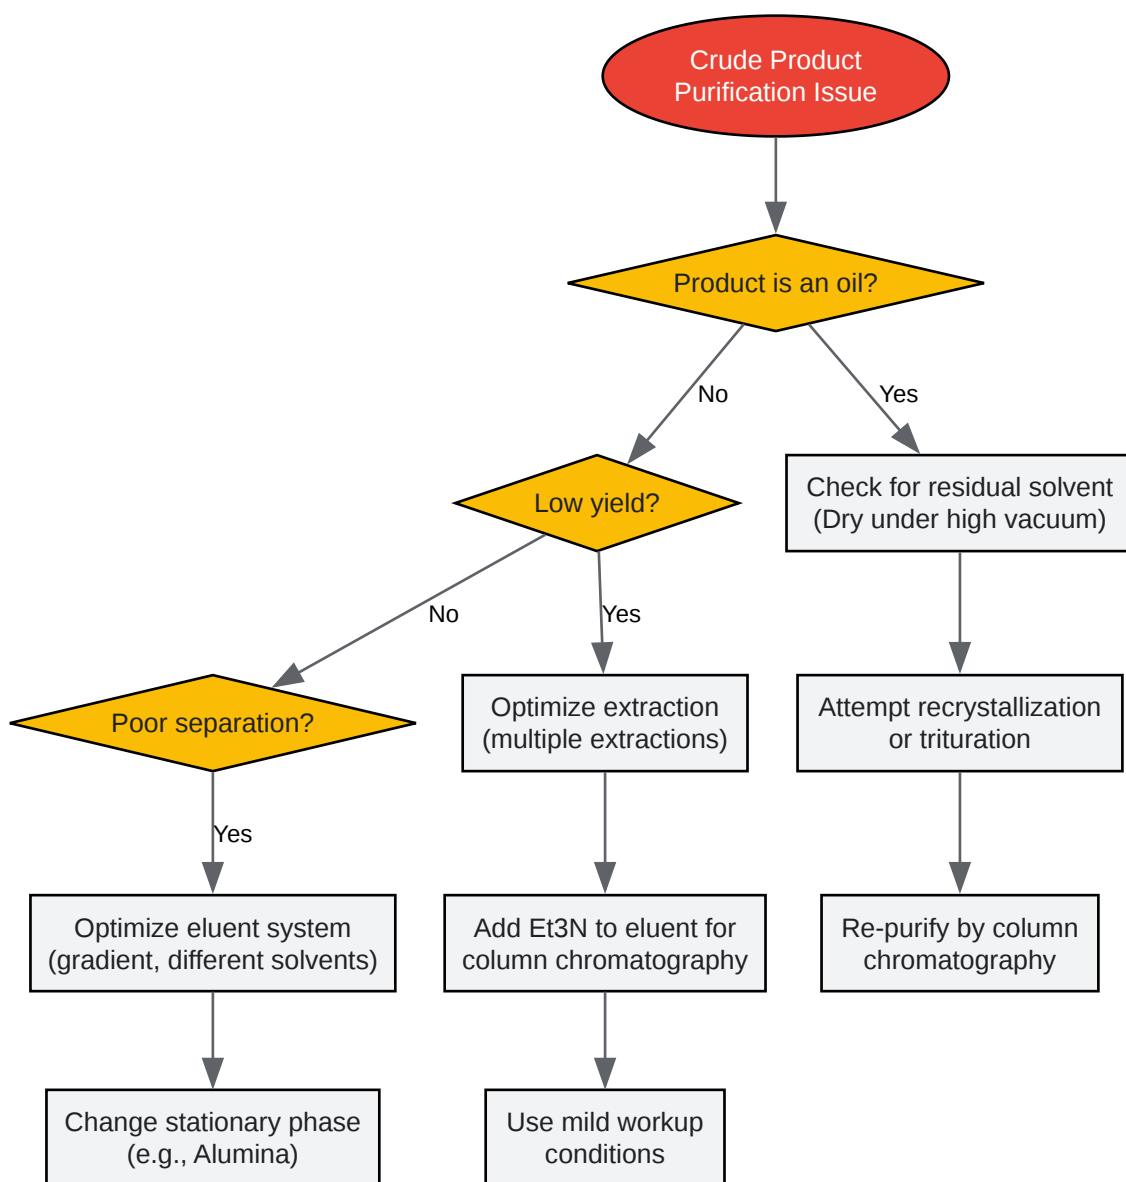 Crude Product
Purification Issue
Product is an oil?
No
Yes
Low yield?
Check for residual solvent
(Dry under high vacuum)
No
Yes
Poor separation?
Optimize extraction
(multiple extractions)
Attempt recrystallization
or trituration
Yes
Optimize eluent system
(gradient, different solvents)
Add Et3N to eluent for
column chromatography
Re-purify by column
chromatography
Change stationary phase
(e.g., Alumina)
Use mild workup
conditions